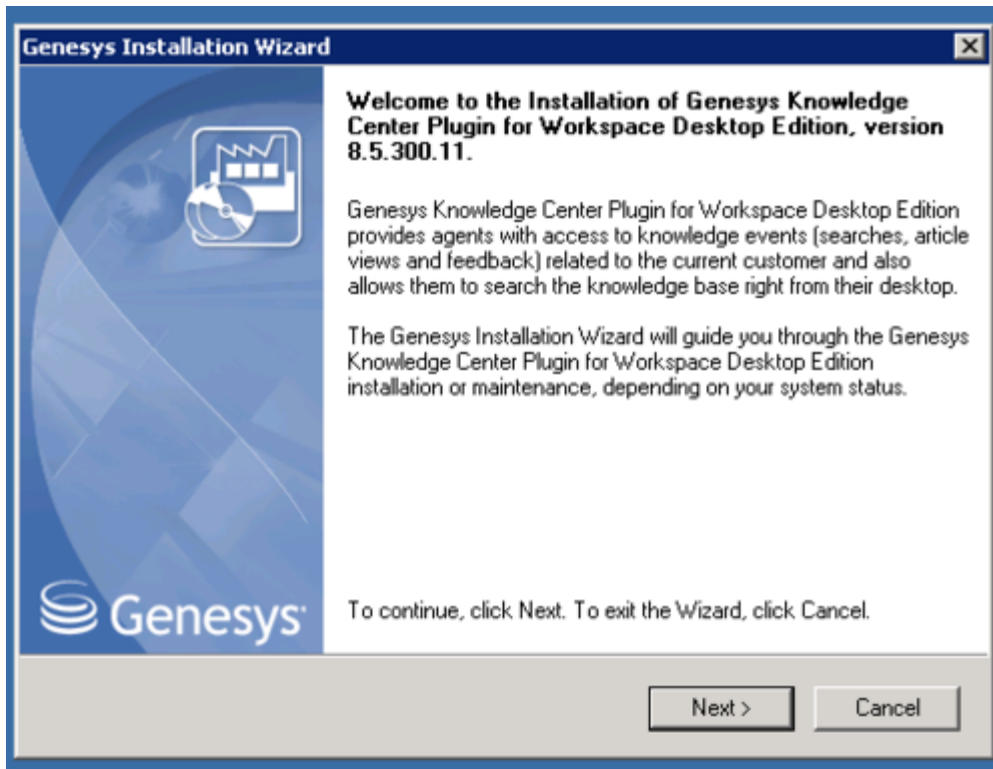 Genesys Installation Wizard
Welcome to the Installation of Genesys Knowledge
Center Plugin for Workspace Desktop Edition, version
8.5.300.11.
Genesys Knowledge Center Plugin for Workspace Desktop Edition
provides agents with access to knowledge events (searches, article
views and feedback) related to the current customer and also
allows them to search the knowledge base right from their desktop.
The Genesys Installation Wizard will guide you through the Genesys
Knowledge Center Plugin for Workspace Desktop Edition
installation or maintenance, depending on your system status.
Genesys
To continue, click Next. To exit the Wizard, click Cancel.
Next >
Cancel